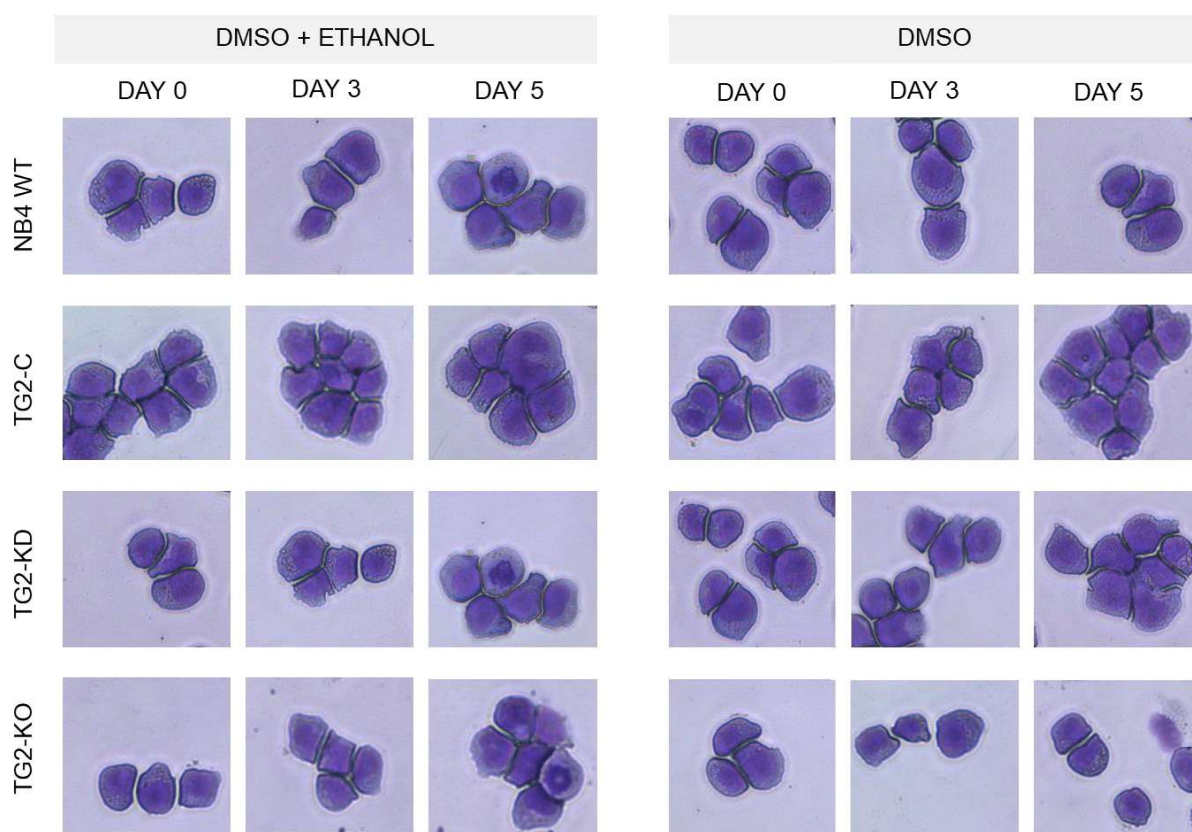 DMSO + ETHANOL
DMSO
DAY 0 DAY 3 DAY 5
DAY 0 DAY 3 DAY 5
NB4 WT
TG2-C
TG2-KD
TG2-KO